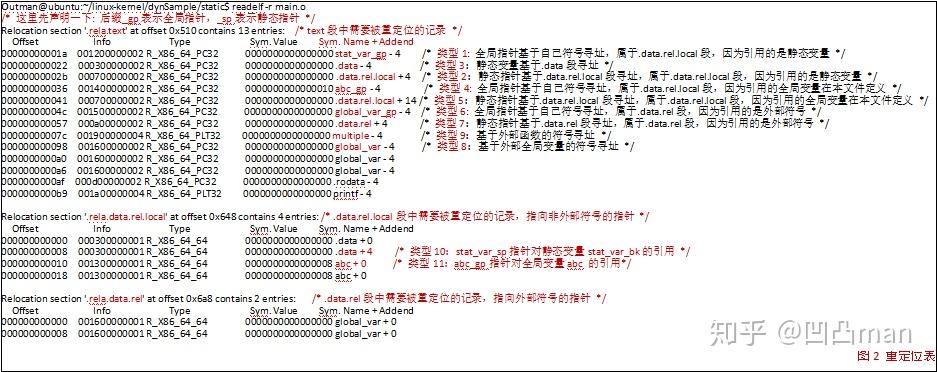 Outman@ubuntu:~/linux-kernel/dynSample/static$ readelf -r main.o
/* 这里先声明一下: 后缀_gp 表示全局指针，_sp 表示静态指针 */
Relocation section '.rela.text' at offset 0x510 contains 13 entries: /* text 段中需要被重定位的记录 */
Offset Info Type Sym. Value Sym. Name + Addend
00000000001a 001200000002 R_X86_64_PC32 0000000000000000 stat_var_gp - 4 /* 类型 1: 全局指针基于自己符号寻址，属于.data.rel.local 段，因为引用的是静态变量 */
000000000022 000300000002 R_X86_64_PC32 0000000000000000 .data - 4 /* 类型 3: 静态变量基于.data 段寻址 */
00000000002b 000700000002 R_X86_64_PC32 0000000000000000 .data.rel.local + 4 /* 类型 2: 静态指针基于.data.rel.local 段寻址，属于.data.rel.local 段，因为引用的是静态变量 */
000000000036 001400000002 R_X86_64_PC32 0000000000000010 abc_gp - 4 /* 类型 4: 全局指针基于自己符号寻址，属于.data.rel.local 段，因为引用的全局变量在本文件定义 */
000000000041 000700000002 R_X86_64_PC32 0000000000000000 .data.rel.local + 14 /* 类型 5: 静态指针基于.data.rel.local 段寻址，属于.data.rel.local 段，因为引用的全局变量在本文件定义 */
00000000004c 001500000002 R_X86_64_PC32 0000000000000000 global_var_gp - 4 /* 类型 6: 全局指针基于自己符号寻址，属于.data.rel 段，因为引用的是外部符号 */
000000000057 000a00000002 R_X86_64_PC32 0000000000000000 .data.rel + 4 /* 类型 7: 静态指针基于.data.rel 段寻址，属于.data.rel 段，因为引用的是外部符号 */
00000000007c 001900000004 R_X86_64_PLT32 0000000000000000 multiple - 4 /* 类型 9: 基于外部函数的符号寻址 */
000000000098 001600000002 R_X86_64_PC32 0000000000000000 global_var - 4 /* 类型 8: 基于外部全局变量的符号寻址 */
0000000000a0 001600000002 R_X86_64_PC32 0000000000000000 global_var - 4
0000000000a6 001600000002 R_X86_64_PC32 0000000000000000 global_var - 4
0000000000af 000d00000002 R_X86_64_PC32 0000000000000000 .rodata - 4
0000000000b9 001a00000004 R_X86_64_PLT32 0000000000000000 printf - 4
Relocation section '.rela.data.rel.local' at offset 0x648 contains 4 entries: /* .data.rel.local 段中需要被重定位的记录，指向非外部符号的指针 */
Offset Info Type Sym. Value Sym. Name + Addend
000000000000 000300000001 R_X86_64_64 0000000000000000 .data + 0
000000000008 000300000001 R_X86_64_64 0000000000000000 .data + 4 /* 类型 10: stat_var_sp 指针对静态变量 stat_var_bk 的引用 */
000000000010 001300000001 R_X86_64_64 0000000000000008 abc + 0 /* 类型 11: abc_gp 指针对全局变量 abc 的引用*/
000000000018 001300000001 R_X86_64_64 0000000000000008 abc + 0
Relocation section '.rela.data.rel' at offset 0x6a8 contains 2 entries: /* .data.rel 段中需要被重定位的记录，指向外部符号的指针 */
Offset Info Type Sym. Value Sym. Name + Addend
000000000000 001600000001 R_X86_64_64 0000000000000000 global_var + 0
000000000008 001600000001 R_X86_64_64 0000000000000000 global_var + 0
知乎 @凹凸man
图 2 重定位表